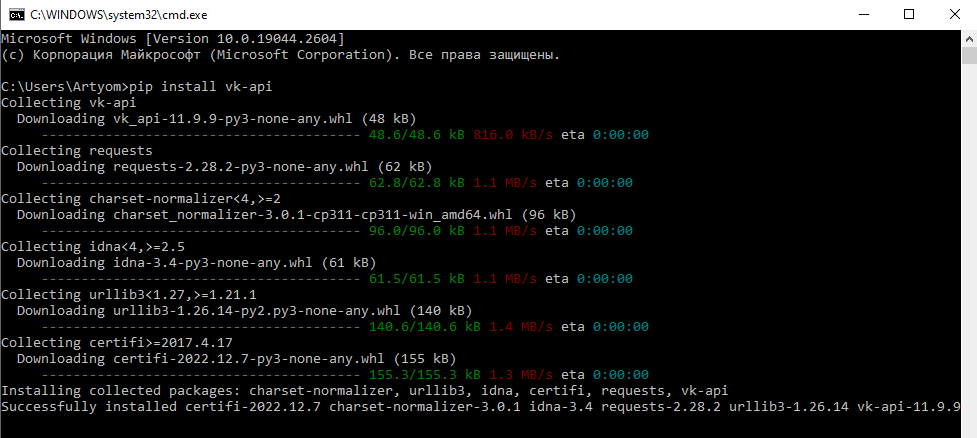 C:\WINDOWS\system32\cmd.exe
Microsoft Windows [Version 10.0.19044.2604]
(c) Корпорация Майкрософт (Microsoft Corporation). Все права защищены.
C:\Users\Artyom>pip install vk-api
Collecting vk-api
  Downloading vk_api-11.9.9-py3-none-any.whl (48 kB)
     ---------------------------------------- 48.6/48.6 kB 816.0 kB/s eta 0:00:00
Collecting requests
  Downloading requests-2.28.2-py3-none-any.whl (62 kB)
     ---------------------------------------- 62.8/62.8 kB 1.1 MB/s eta 0:00:00
Collecting charset-normalizer<4,>=2
  Downloading charset_normalizer-3.0.1-cp311-cp311-win_amd64.whl (96 kB)
     ---------------------------------------- 96.0/96.0 kB 1.1 MB/s eta 0:00:00
Collecting idna<4,>=2.5
  Downloading idna-3.4-py3-none-any.whl (61 kB)
     ---------------------------------------- 61.5/61.5 kB 1.1 MB/s eta 0:00:00
Collecting urllib3<1.27,>=1.21.1
  Downloading urllib3-1.26.14-py2.py3-none-any.whl (140 kB)
     ---------------------------------------- 140.6/140.6 kB 1.4 MB/s eta 0:00:00
Collecting certifi>=2017.4.17
  Downloading certifi-2022.12.7-py3-none-any.whl (155 kB)
     ---------------------------------------- 155.3/155.3 kB 1.3 MB/s eta 0:00:00
Installing collected packages: charset-normalizer, urllib3, idna, certifi, requests, vk-api
Successfully installed certifi-2022.12.7 charset-normalizer-3.0.1 idna-3.4 requests-2.28.2 urllib3-1.26.14 vk-api-11.9.9